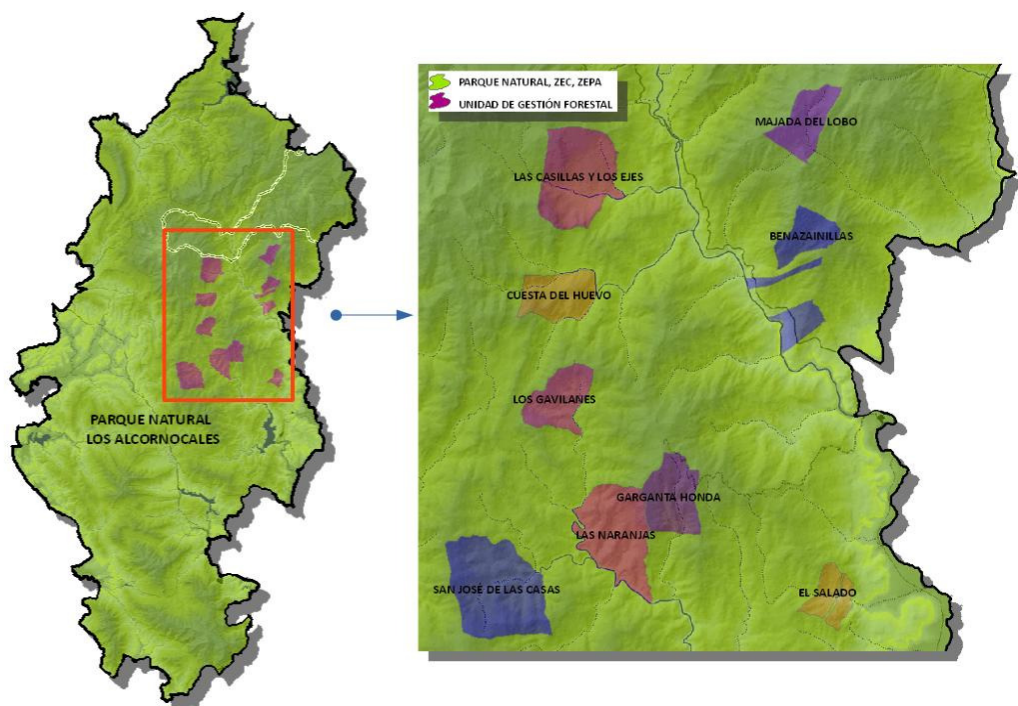 PARQUE NATURAL, ZEC, ZEPA
UNIDAD DE GESTIÓN FORESTAL
MAJADA DEL LOBO
LAS CASILLAS Y LOS EJES
BENAZAINILLAS
CUESTA DEL HUEVO
LOS GAVILANES
PARQUE NATURAL
LOS ALCORNOCALES
GARGANTA HONDA
LAS NARANJAS
SAN JOSÉ DE LAS CASAS
EL SALADO